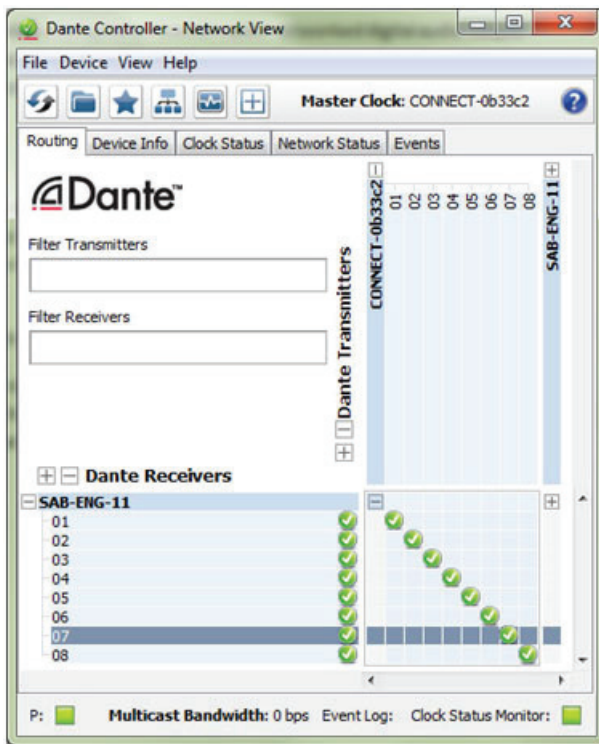 Dante Controller - Network View
File Device View Help
Master Clock: CONNECT-0b33c2
Routing Device Info Clock Status Network Status Events
Dante™
Filter Transmitters
Filter Receivers
Dante Transmitters
CONNECT-0b33c2
01 02 03 04 05 06 07 08
SAB-ENG-11
Dante Receivers
SAB-ENG-11
01
02
03
04
05
06
07
08
P: Multicast Bandwidth: 0 bps Event Log: Clock Status Monitor: